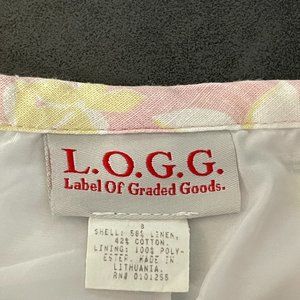 L.O.G.G.
Label Of Graded Goods.
8
SHELL: 58% LINEN,
42% COTTON.
LINING: 100% POLY-
ESTER. MADE IN
LITHUANIA.
RN# 0101255